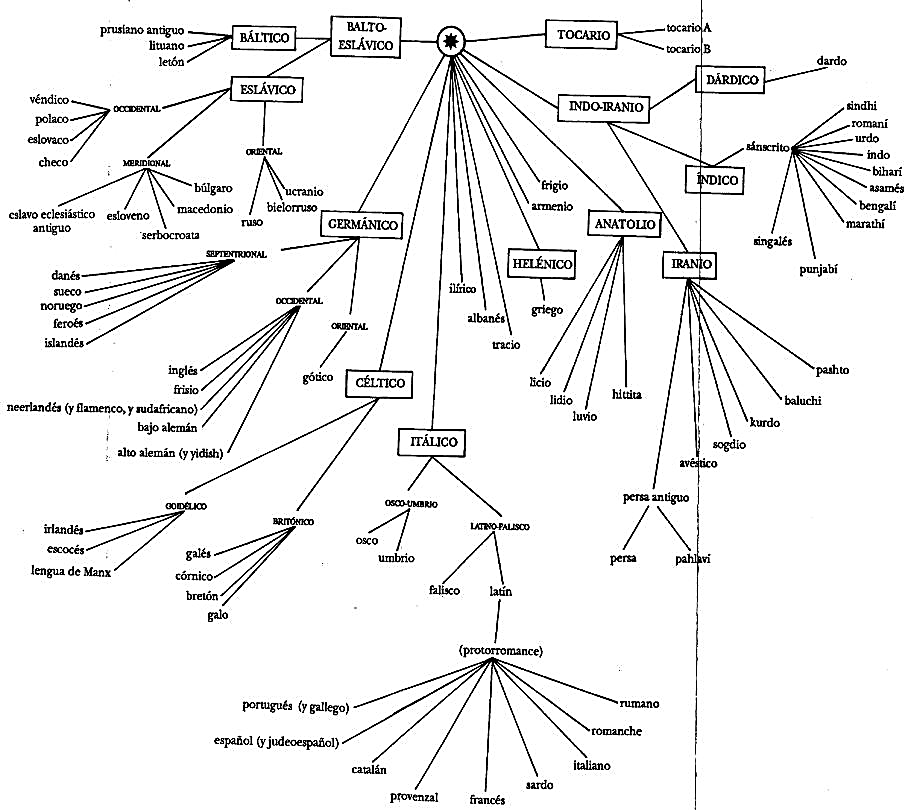 BALTO-
ESLÁVICO
BÁLTICO
prusiano antiguo
lituano
letón
ESLÁVICO
OCCIDENTAL
véndico
polaco
eslovaco
checo
MERIDIONAL
eslavo eclesiástico
antiguo
esloveno
serbocroata
macedonio
búlgaro
ORIENTAL
ruso
bielorruso
ucranio
TOCARIO
tocario A
tocario B
INDO-IRANIO
DÁRDICO
dardo
ÍNDICO
sánscrito
sindhi
romaní
urdo
indo
biharí
asamés
bengalí
marathí
punjabí
singalés
IRANIO
pashto
baluchi
kurdo
sogdio
avéstico
persa antiguo
persa
pahlaví
ANATOLIO
licio
lidio
luvio
hittita
frigio
armenio
HELÉNICO
griego
ilírico
albanés
tracio
GERMÁNICO
SEPTENTRIONAL
danés
sueco
noruego
feroés
islandés
OCCIDENTAL
inglés
frisio
neerlandés (y flamenco, y sudafricano)
bajo alemán
alto alemán (y yidish)
ORIENTAL
gótico
CÉLTICO
GOIDÉLICO
irlandés
escocés
lengua de Manx
BRITÓNICO
galés
córnico
bretón
galo
ITÁLICO
OSCO-UMBRIO
osco
umbrio
LATINO-FALISCO
falisco
latín
(protorromance)
portugués (y gallego)
español (y judeoespañol)
catalán
provenzal
francés
sardo
italiano
romanche
rumano